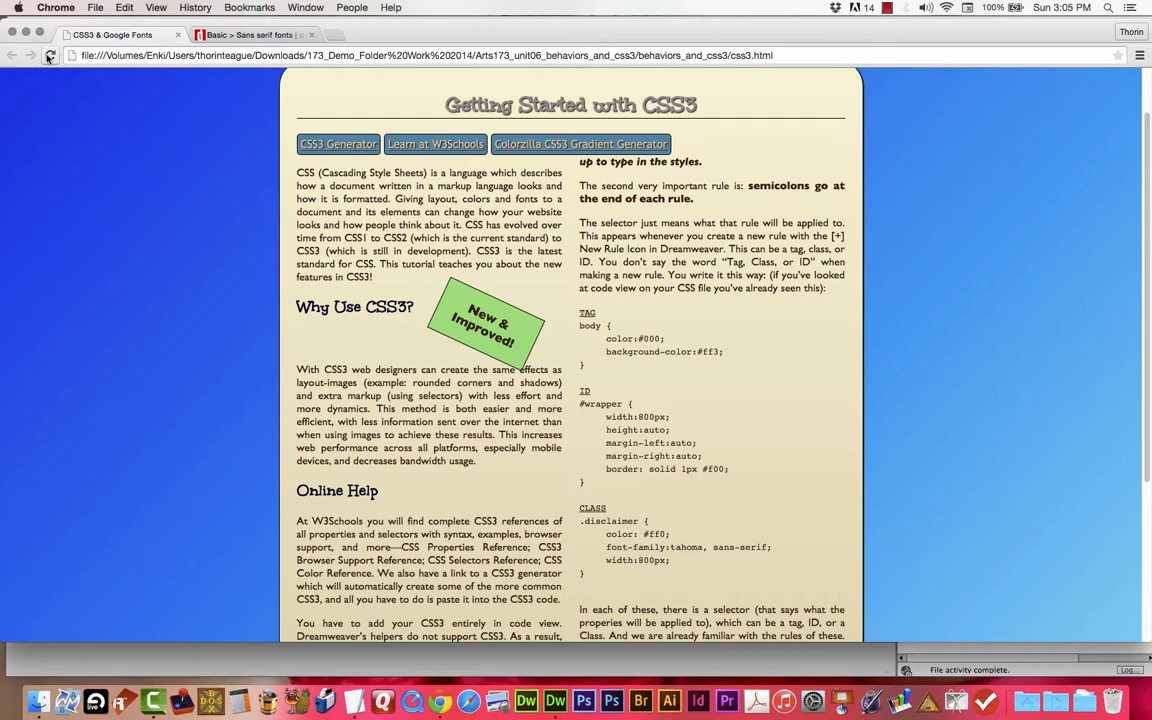 Chrome File Edit View History Bookmarks Window People Help 14 100% Sun 3:05 PM
CSS3 & Google Fonts Basic > Sans serif fonts | Thorin
file:///Volumes/Enki/Users/thorinteague/Downloads/173_Demo_Folder%20Work%202014/Arts173_unit06_behaviors_and_css3/behaviors_and_css3/css3.html
Getting Started with CSS3
CSS3 Generator Learn at W3Schools Colorzilla CSS3 Gradient Generator
CSS (Cascading Style Sheets) is a language which describes
how a document written in a markup language looks and
how it is formatted. Giving layout, colors and fonts to a
document and its elements can change how your website
looks and how people think about it. CSS has evolved over
time from CSS1 to CSS2 (which is the current standard) to
CSS3 (which is still in development). CSS3 is the latest
standard for CSS. This tutorial teaches you about the new
features in CSS3!
Why Use CSS3?
New &
Improved!
With CSS3 web designers can create the same effects as
layout-images (example: rounded corners and shadows)
and extra markup (using selectors) with less effort and
more dynamics. This method is both easier and more
efficient, with less information sent over the internet than
when using images to achieve these results. This increases
web performance across all platforms, especially mobile
devices, and decreases bandwidth usage.
Online Help
At W3Schools you will find complete CSS3 references of
all properties and selectors with syntax, examples, browser
support, and more—CSS Properties Reference; CSS3
Browser Support Reference; CSS Selectors Reference; CSS
Color Reference. We also have a link to a CSS3 generator
which will automatically create some of the more common
CSS3, and all you have to do is paste it into the CSS3 code.
You have to add your CSS3 entirely in code view.
Dreamweaver's helpers do not support CSS3. As a result,
up to type in the styles.
The second very important rule is: semicolons go at
the end of each rule.
The selector just means what that rule will be applied to.
This appears whenever you create a new rule with the [+]
New Rule Icon in Dreamweaver. This can be a tag, class, or
ID. You don't say the word “Tag, Class, or ID” when
making a new rule. You write it this way: (if you've looked
at code view on your CSS file you've already seen this):
TAG
body {
color:#000;
background-color:#ff3;
}
ID
#wrapper {
width:800px;
height:auto;
margin-left:auto;
margin-right:auto;
border: solid 1px #f00;
}
CLASS
.disclaimer {
color: #ff0;
font-family:tahoma, sans-serif;
width:800px;
}
In each of these, there is a selector (that says what the
properies will be applied to), which can be a tag, ID, or a
Class. And we are already familiar with the rules of these.
File activity complete. Log...
live DOS BOX Dw Dw Ps Ps Br Ai Id Pr